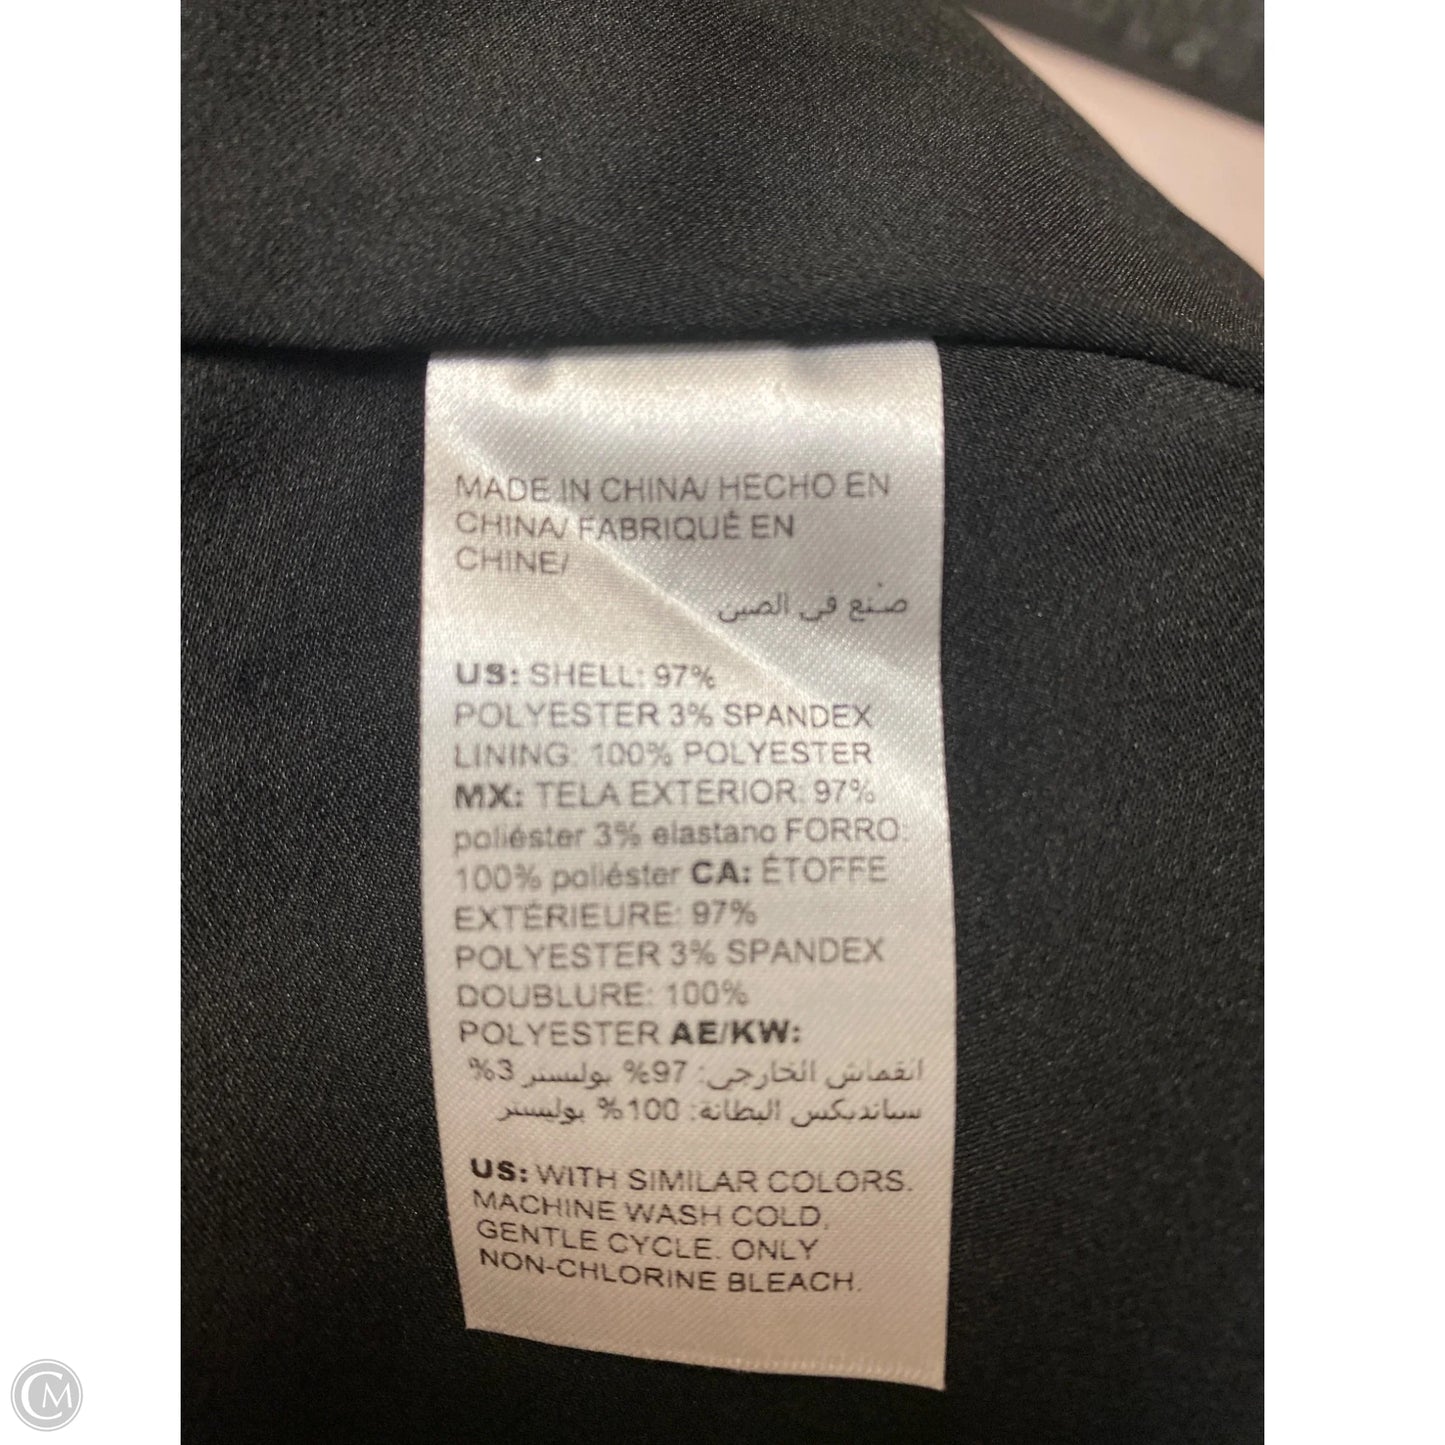 MADE IN CHINA/ HECHO EN
CHINA/ FABRIQUÉ EN
CHINE/
صنع في الصين
US: SHELL: 97%
POLYESTER 3% SPANDEX
LINING: 100% POLYESTER
MX: TELA EXTERIOR: 97%
poliéster 3% elastano FORRO:
100% poliéster CA: ÉTOFFE
EXTÉRIEURE: 97%
POLYESTER 3% SPANDEX
DOUBLURE: 100%
POLYESTER AE/KW:
القماش الخارجي: 97% بوليستر 3%
سباندیكس البطانة: 100% بوليستر
US: WITH SIMILAR COLORS.
MACHINE WASH COLD,
GENTLE CYCLE. ONLY
NON-CHLORINE BLEACH.
CM